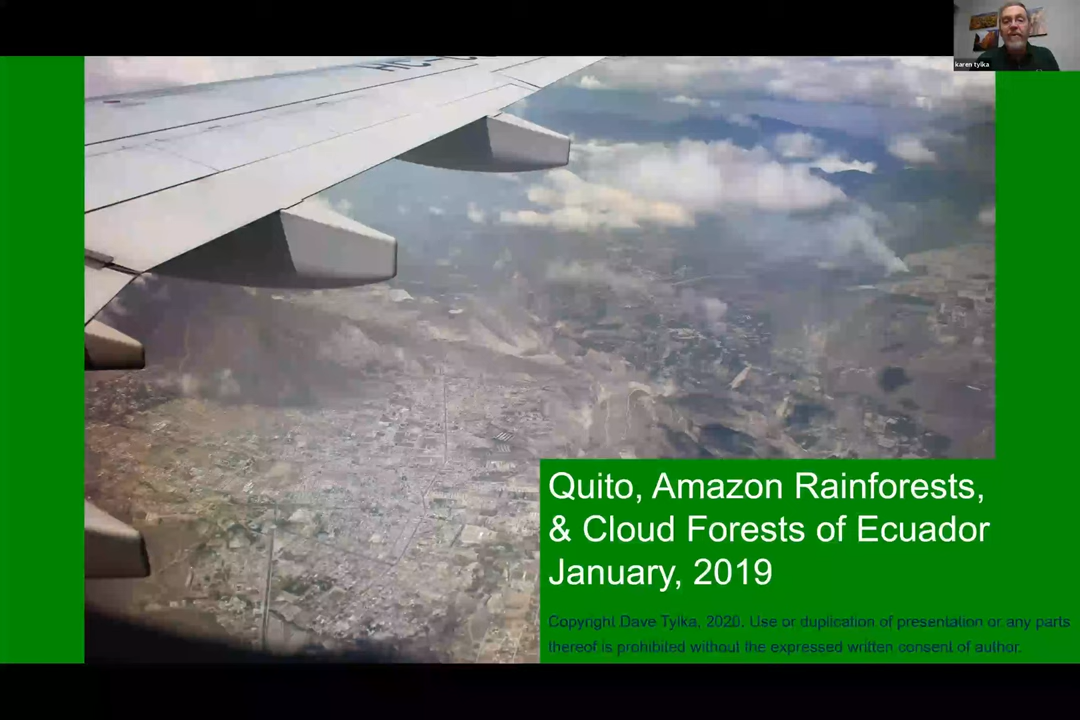 karen tylka
Quito, Amazon Rainforests,
& Cloud Forests of Ecuador
January, 2019
Copyright Dave Tylka, 2020. Use or duplication of presentation or any parts
thereof is prohibited without the expressed written consent of author.